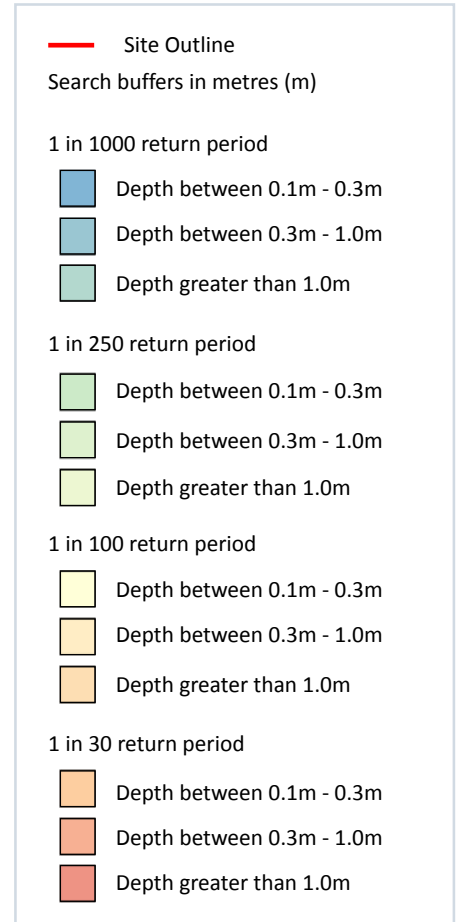 Site Outline
Search buffers in metres (m)
1 in 1000 return period
Depth between 0.1m - 0.3m
Depth between 0.3m - 1.0m
Depth greater than 1.0m
1 in 250 return period
Depth between 0.1m - 0.3m
Depth between 0.3m - 1.0m
Depth greater than 1.0m
1 in 100 return period
Depth between 0.1m - 0.3m
Depth between 0.3m - 1.0m
Depth greater than 1.0m
1 in 30 return period
Depth between 0.1m - 0.3m
Depth between 0.3m - 1.0m
Depth greater than 1.0m